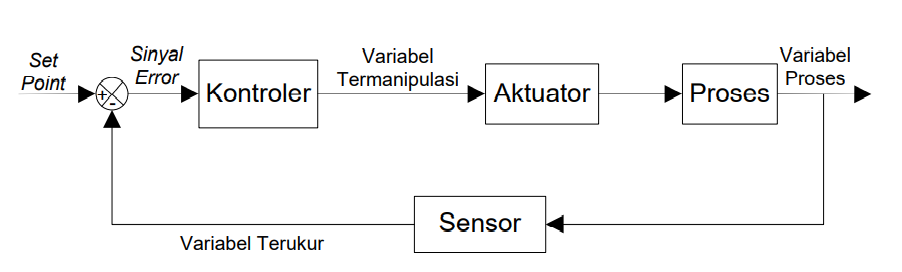 Set
Point
Sinyal
Error
+
-
Kontroler
Variabel
Termanipulasi
Aktuator
Proses
Variabel
Proses
Sensor
Variabel Terukur